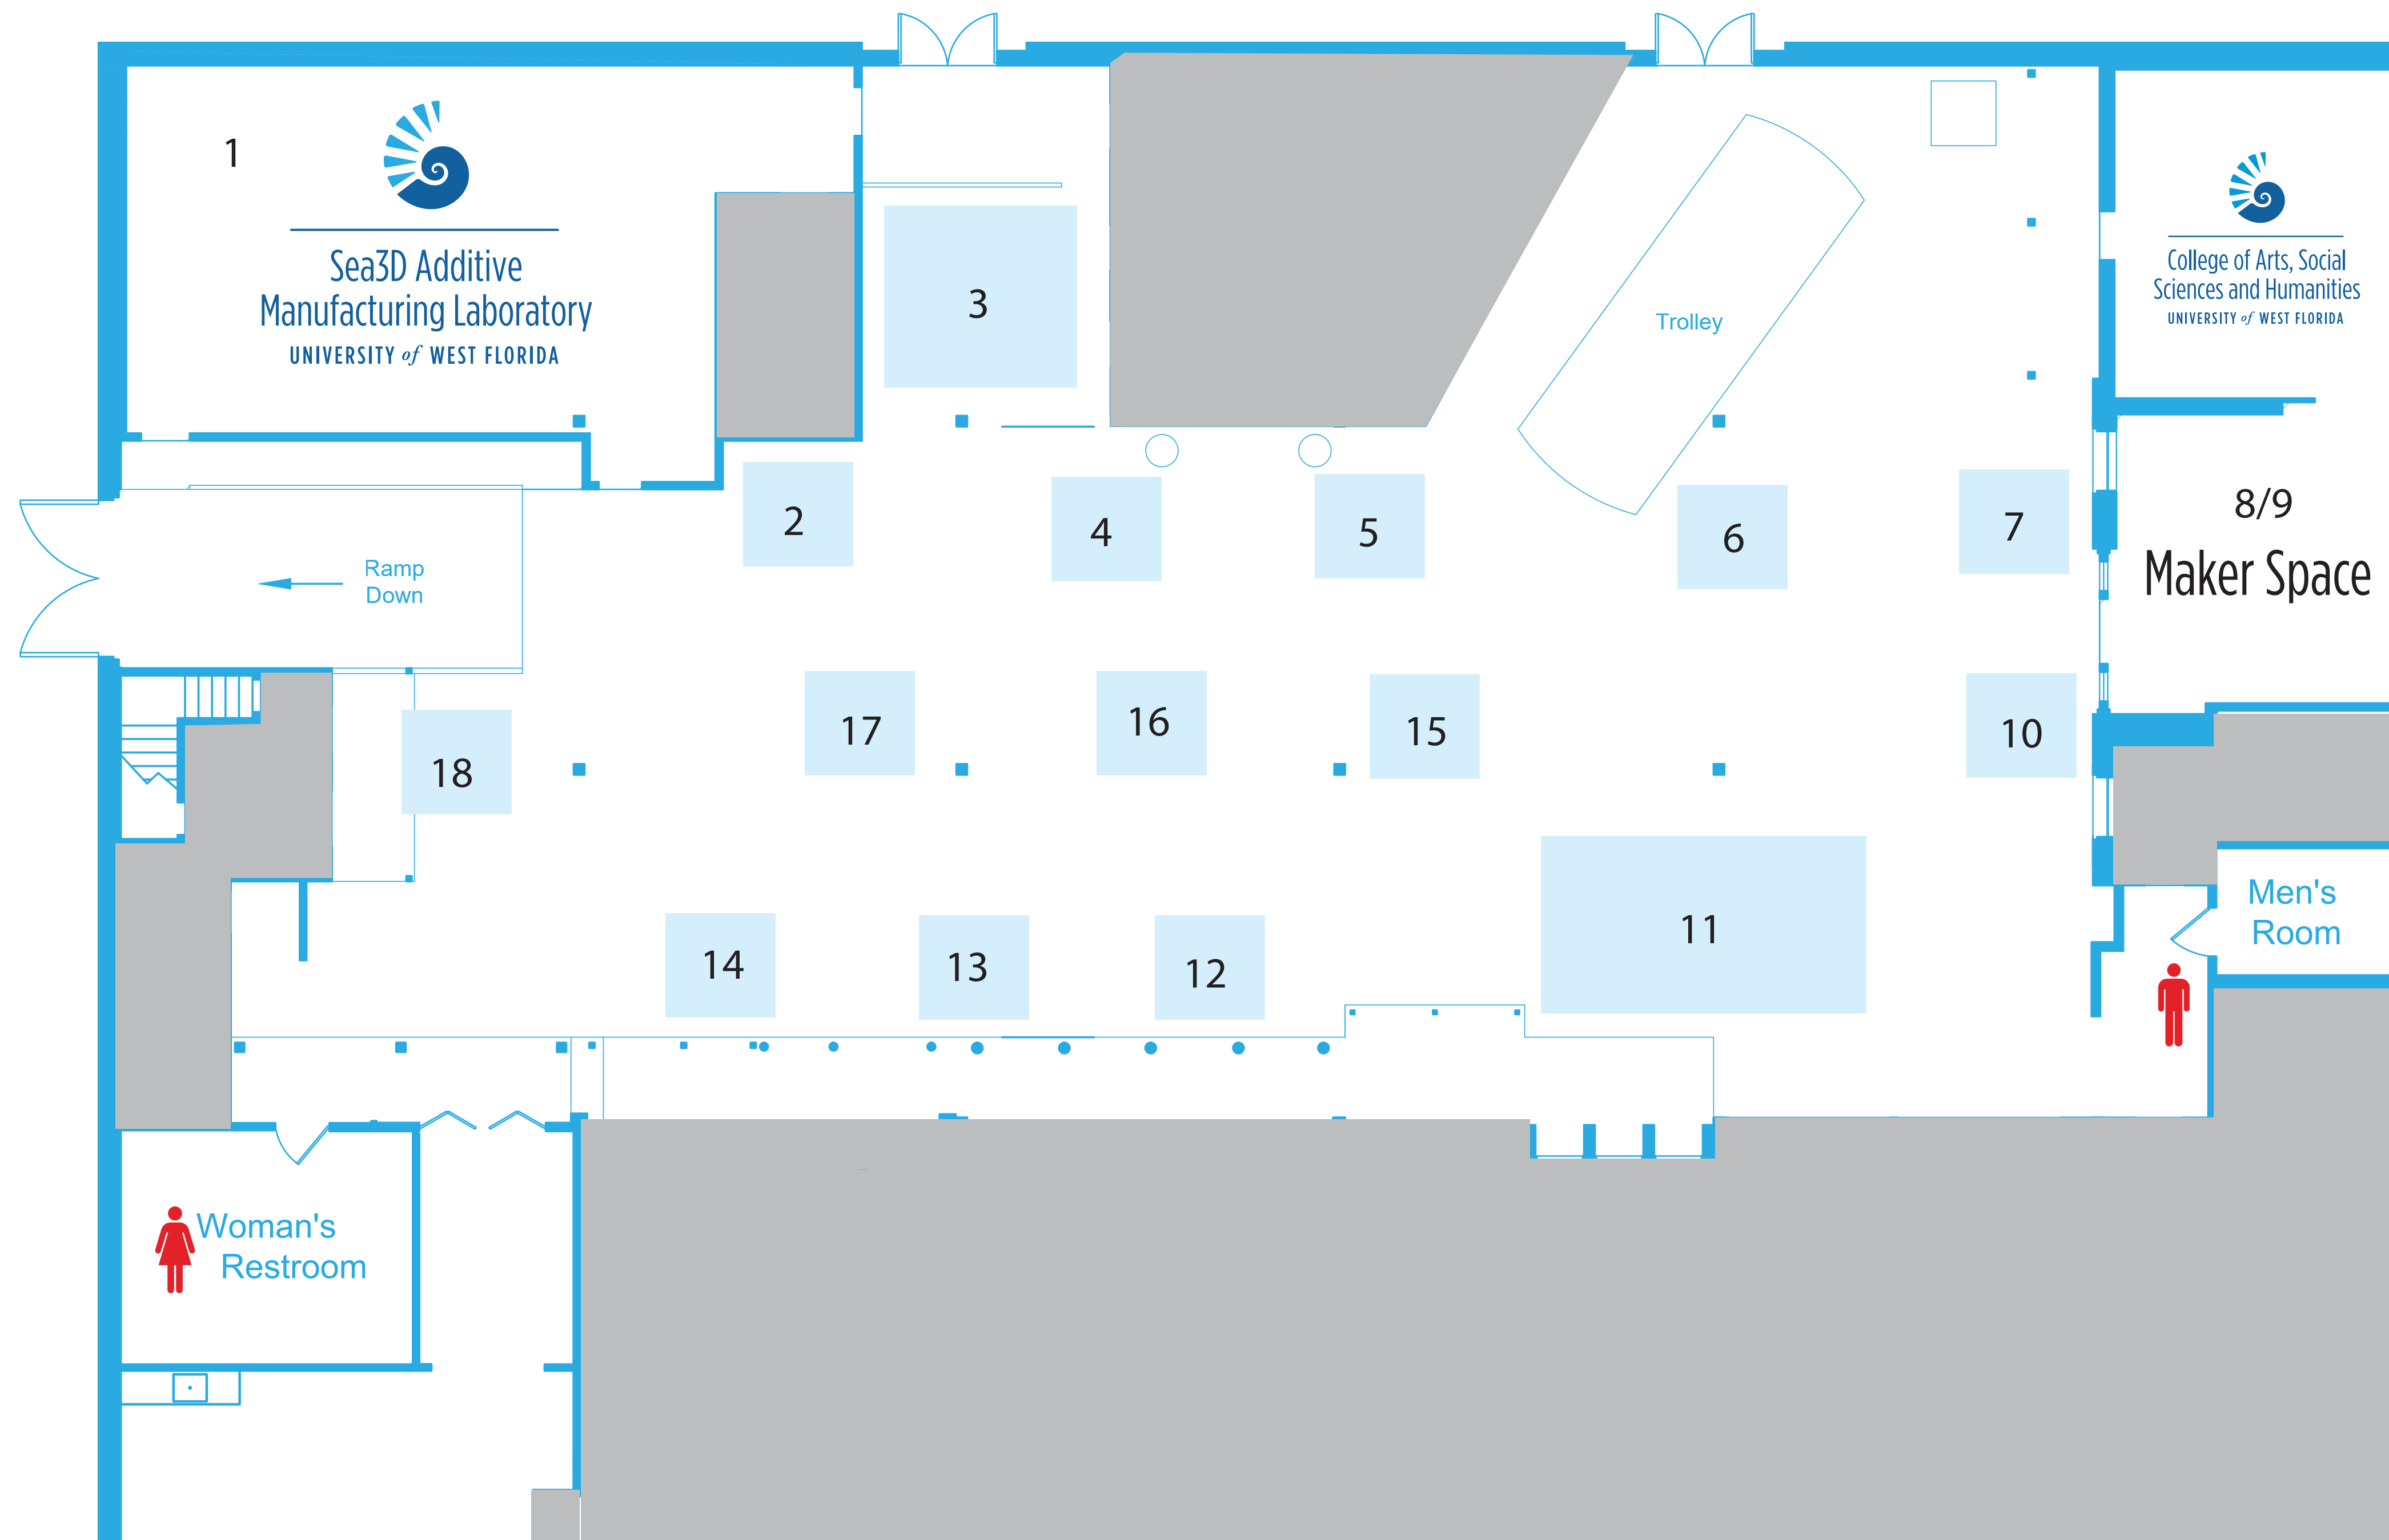 1
Sea3D Additive
Manufacturing Laboratory
UNIVERSITY of WEST FLORIDA
3
Trolley
College of Arts, Social
Sciences and Humanities
UNIVERSITY of WEST FLORIDA
2
4
5
6
7
8/9
Maker Space
Ramp
Down
17
16
15
10
18
11
14
13
12
Men's
Room
Woman's
Restroom